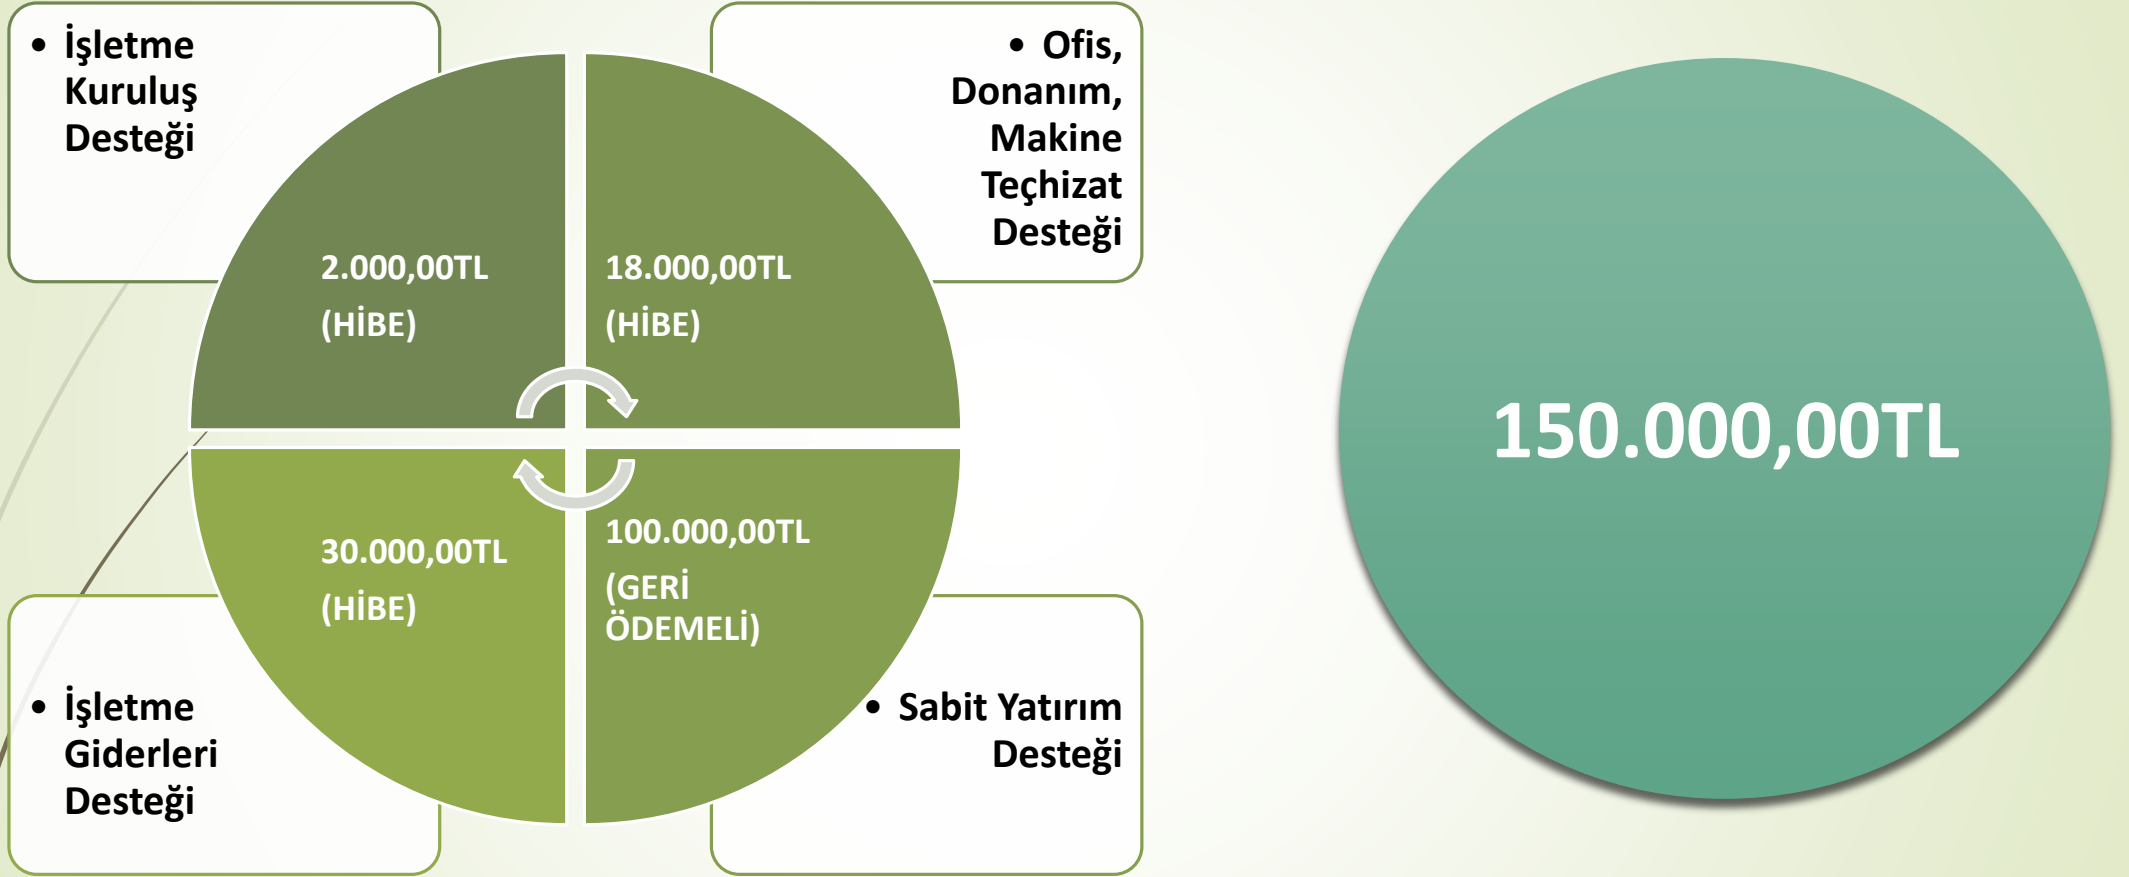 • İşletme
Kuruluş
Desteği
2.000,00TL
(HİBE)
• Ofis,
Donanım,
Makine
Teçhizat
Desteği
18.000,00TL
(HİBE)
30.000,00TL
(HİBE)
• İşletme
Giderleri
Desteği
100.000,00TL
(GERİ
ÖDEMELİ)
• Sabit Yatırım
Desteği
150.000,00TL